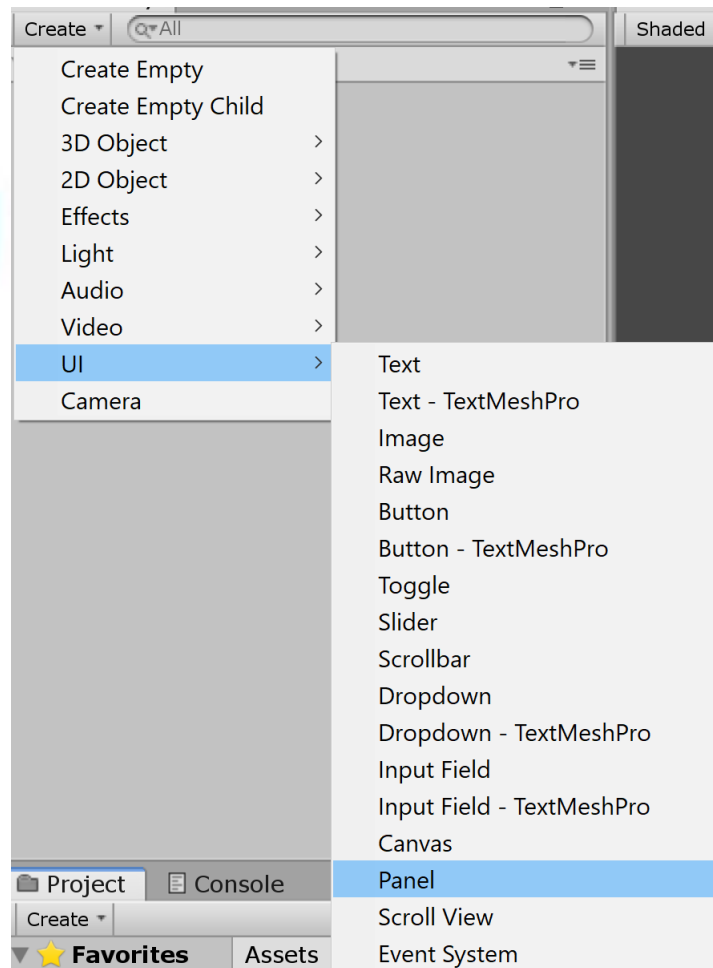 Create All Shaded
Create Empty
Create Empty Child
3D Object
2D Object
Effects
Light
Audio
Video
UI
Camera
Text
Text - TextMeshPro
Image
Raw Image
Button
Button - TextMeshPro
Toggle
Slider
Scrollbar
Dropdown
Dropdown - TextMeshPro
Input Field
Input Field - TextMeshPro
Canvas
Panel
Scroll View
Event System
Project Console
Create
Favorites Assets